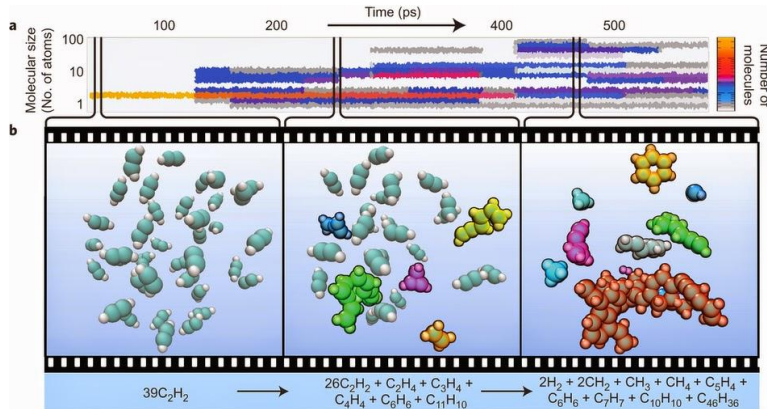 Time (ps)
a
100
200
400
500
Molecular size
(No. of atoms)
100
10
1
Number of
molecules
b
39C₂H₂
26C₂H₂ + C₂H₄ + C₃H₄ +
C₄H₄ + C₆H₆ + C₁₁H₁₀
2H₂ + 2CH₂ + CH₃ + CH₄ + C₅H₄ +
C₆H₆ + C₇H₇ + C₁₀H₁₀ + C₄₆H₃₆